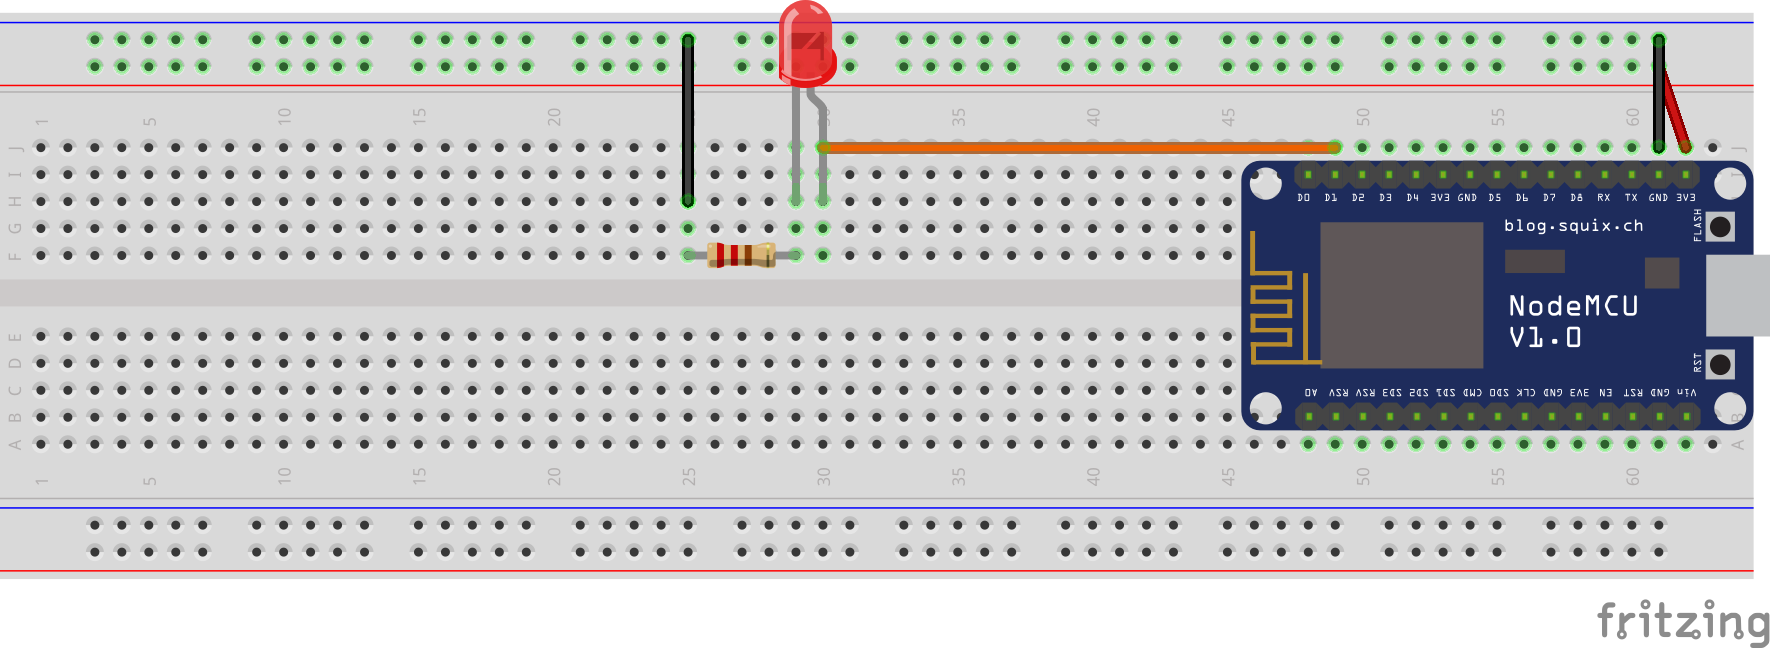 1 5 10 15 20 30 35 40 45 50 55 60
J J
I I
H
G
F
D0 D1 D2 D3 D4 3V3 GND D5 D6 D7 D8 RX TX GND 3V3
FLASH
blog.squix.ch
NodeMCU
V1.0
RST
A0 RSV RSV SD3 SD2 SD1 CMD SD0 CLK GND 3V3 EN RST GND Vin
E
D
C
B B
A A
1 5 10 15 20 25 30 35 40 45 50 55 60
fritzing